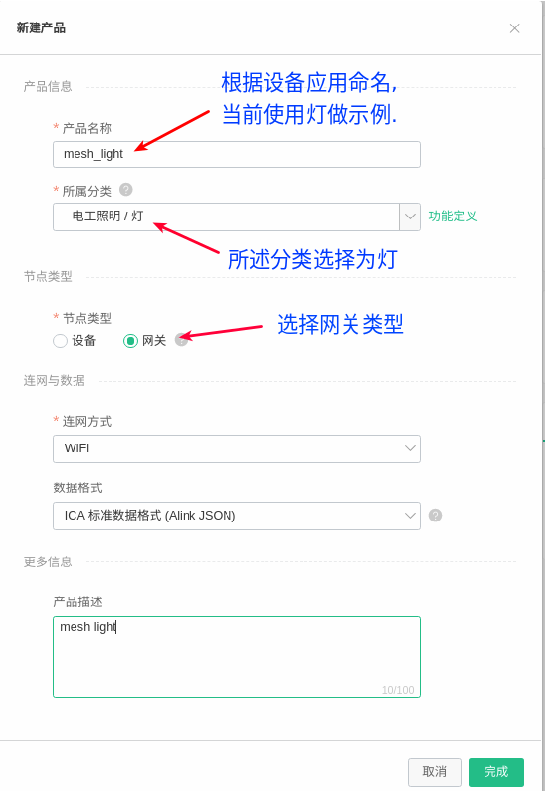 新建产品
产品信息
根据设备应用命名,
当前使用灯做示例.
* 产品名称
mesh_light
* 所属分类 ?
电工照明 / 灯
功能定义
所述分类选择为灯
节点类型
* 节点类型
选择网关类型
设备 网关 ?
连网与数据
* 连网方式
WiFi
数据格式
ICA 标准数据格式 (Alink JSON) ?
更多信息
产品描述
mesh light
10/100
取消 完成